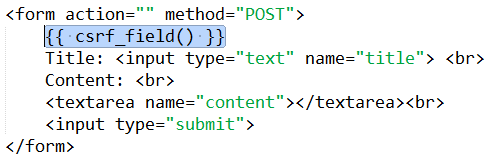 <form action="" method="POST">
{{ csrf_field() }}
Title: <input type="text" name="title"> <br>
Content: <br>
<textarea name="content"></textarea><br>
<input type="submit">
</form>